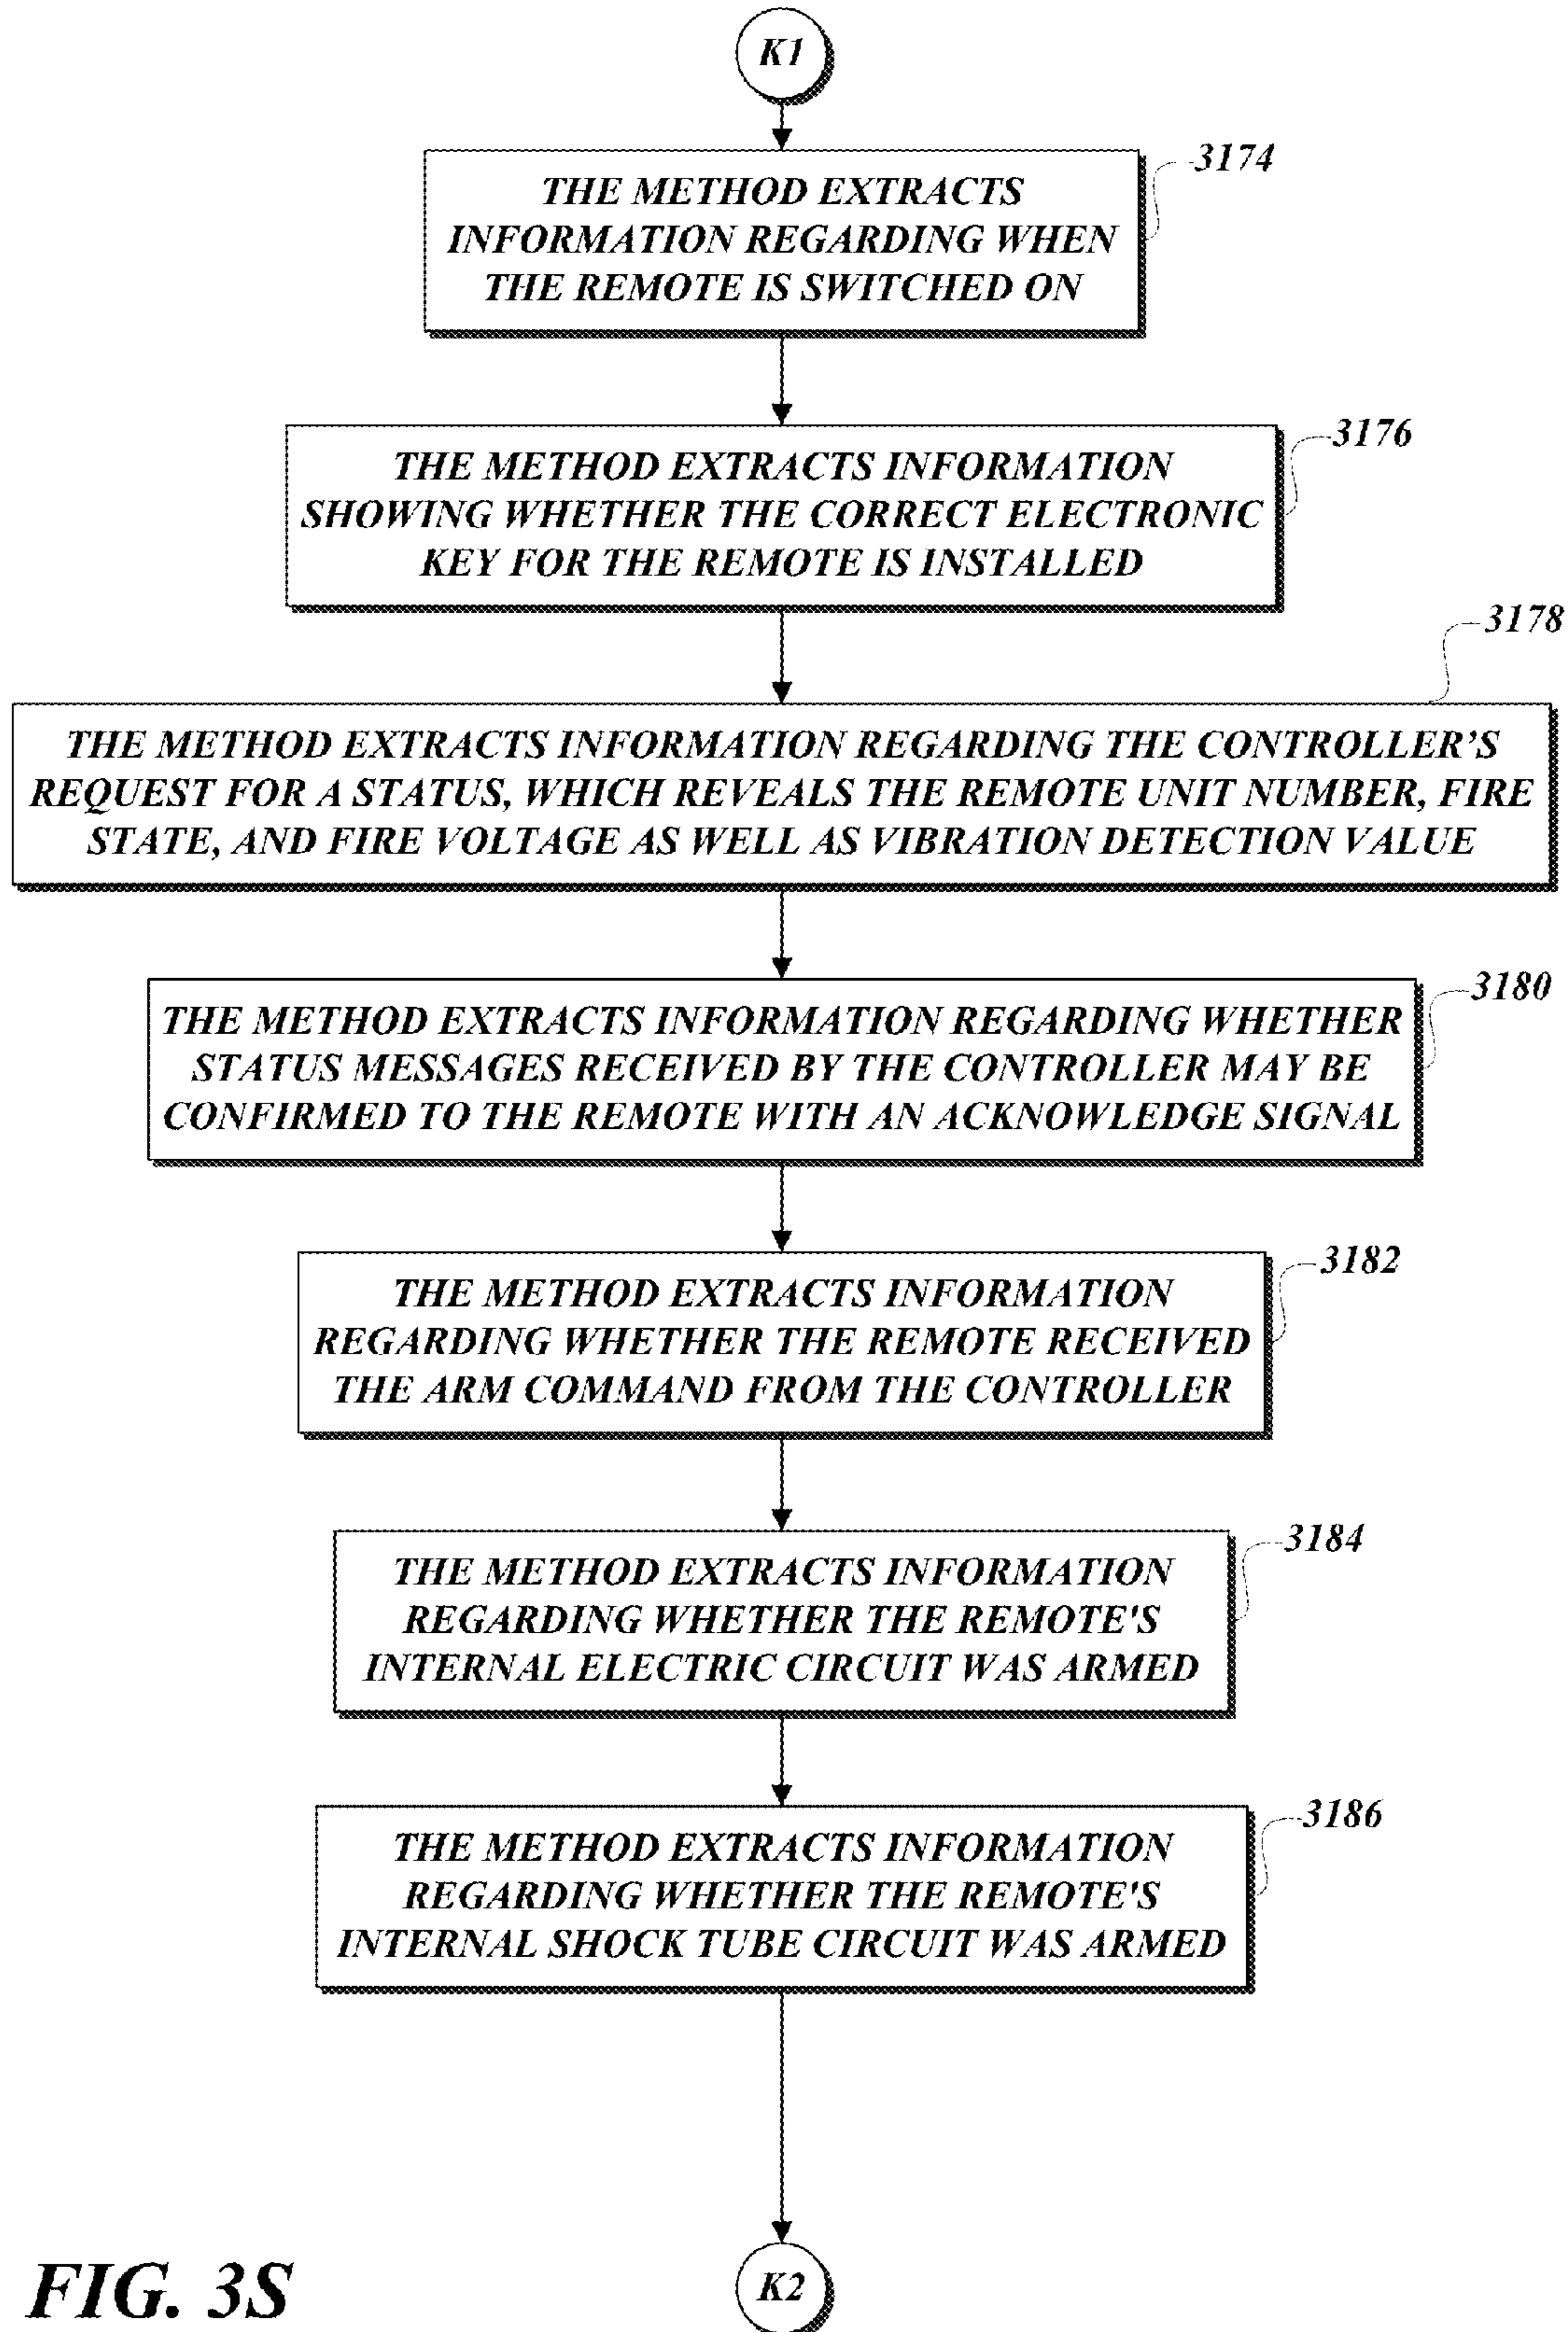 K1
3174
THE METHOD EXTRACTS
INFORMATION REGARDING WHEN
THE REMOTE IS SWITCHED ON
3176
THE METHOD EXTRACTS INFORMATION
SHOWING WHETHER THE CORRECT ELECTRONIC
KEY FOR THE REMOTE IS INSTALLED
3178
THE METHOD EXTRACTS INFORMATION REGARDING THE CONTROLLER’S
REQUEST FOR A STATUS, WHICH REVEALS THE REMOTE UNIT NUMBER, FIRE
STATE, AND FIRE VOLTAGE AS WELL AS VIBRATION DETECTION VALUE
3180
THE METHOD EXTRACTS INFORMATION REGARDING WHETHER
STATUS MESSAGES RECEIVED BY THE CONTROLLER MAY BE
CONFIRMED TO THE REMOTE WITH AN ACKNOWLEDGE SIGNAL
3182
THE METHOD EXTRACTS INFORMATION
REGARDING WHETHER THE REMOTE RECEIVED
THE ARM COMMAND FROM THE CONTROLLER
3184
THE METHOD EXTRACTS INFORMATION
REGARDING WHETHER THE REMOTE'S
INTERNAL ELECTRIC CIRCUIT WAS ARMED
3186
THE METHOD EXTRACTS INFORMATION
REGARDING WHETHER THE REMOTE'S
INTERNAL SHOCK TUBE CIRCUIT WAS ARMED
K2
FIG. 3S